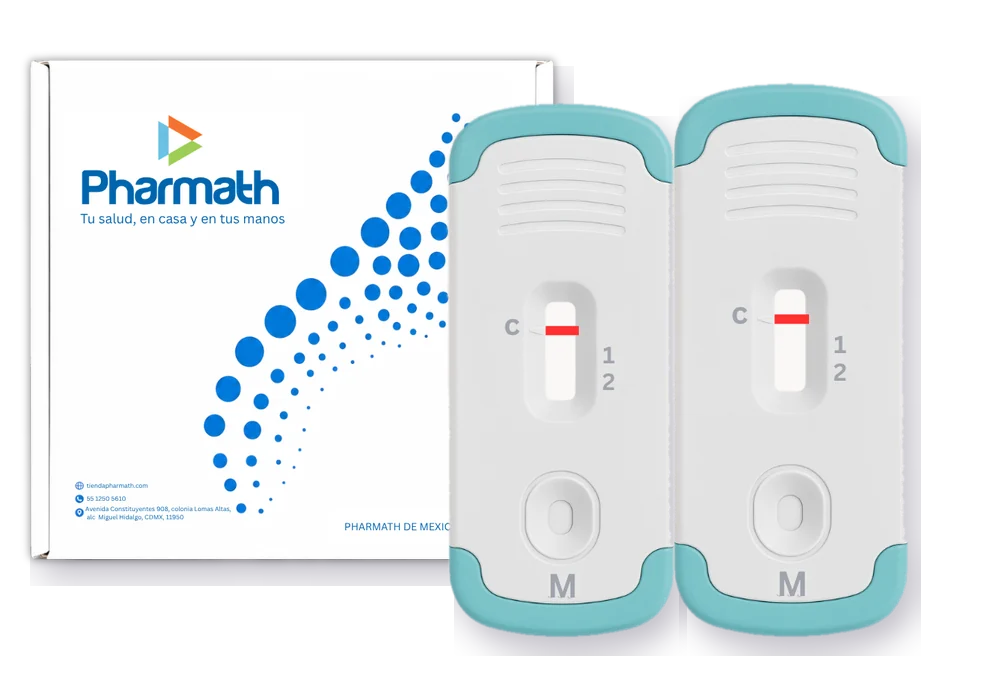 Pharmath
Tu salud, en casa y en tus manos
tiendapharmath.com
55 1250 5610
Avenida Constituyentes 908, colonia Lomas Altas,
alc Miguel Hidalgo, CDMX, 11950
PHARMATH DE MEXIC
C
1
2
M
C
1
2
M